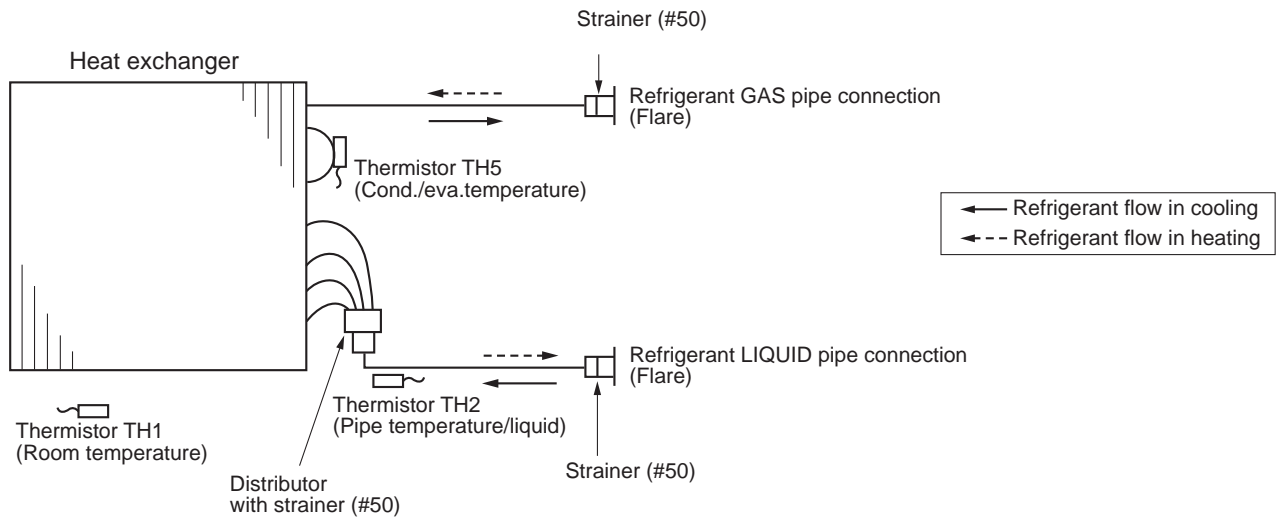 Strainer (#50)
Heat exchanger
Refrigerant GAS pipe connection
(Flare)
Thermistor TH5
(Cond./eva.temperature)
Refrigerant flow in cooling
Refrigerant flow in heating
Refrigerant LIQUID pipe connection
(Flare)
Thermistor TH2
(Pipe temperature/liquid)
Thermistor TH1
(Room temperature)
Strainer (#50)
Distributor
with strainer (#50)